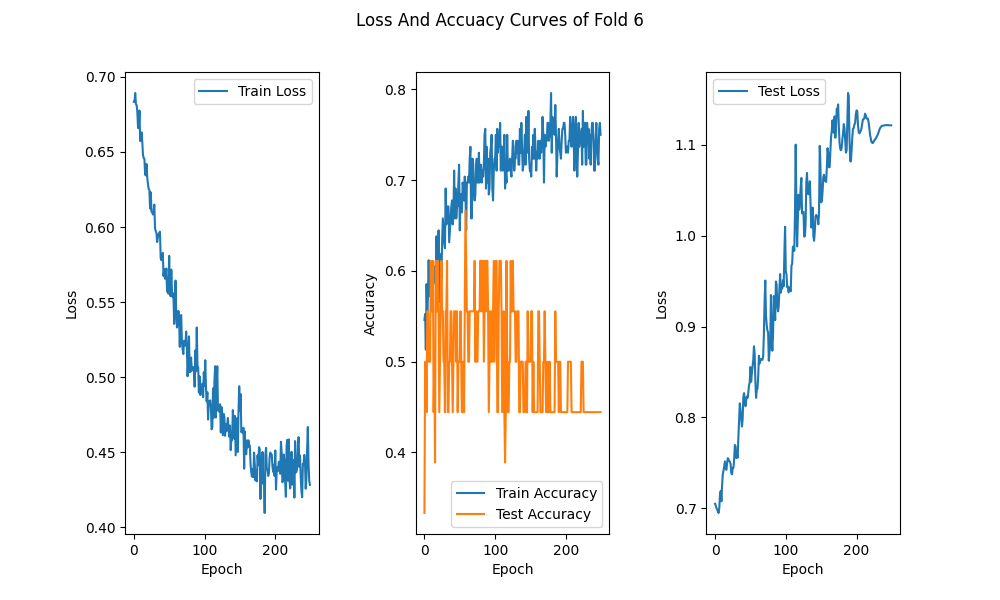 Loss And Accuacy Curves of Fold 6
0.70
0.65
0.60
0.55
0.50
0.45
0.40
Loss
0
100
200
Epoch
Train Loss
0.8
0.7
0.6
0.5
0.4
Accuracy
0
100
200
Epoch
Train Accuracy
Test Accuracy
1.1
1.0
0.9
0.8
0.7
Loss
0
100
200
Epoch
Test Loss